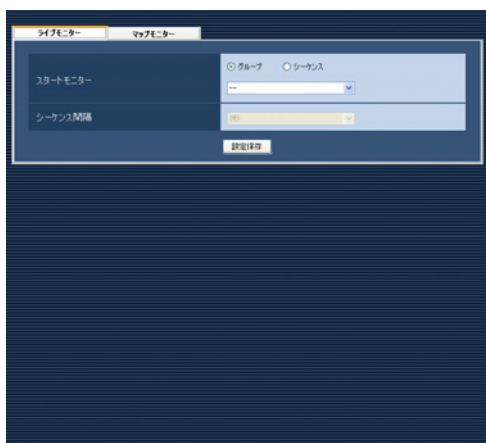 ライブモニター
マップモニター
スタートモニター
グループ
シーケンス
---
シーケンス間隔
設定保存